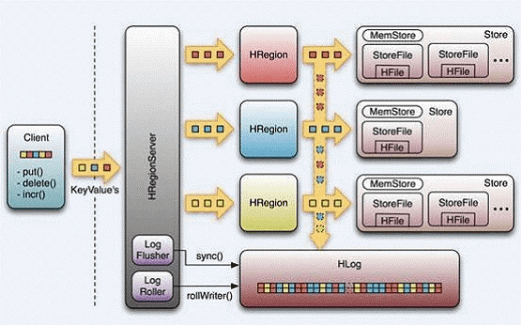 Client
- put()
- delete()
- incr()
KeyValue's
HRegionServer
Log
Flusher
Log
Roller
sync()
rollWriter()
HRegion
HRegion
HRegion
MemStore
Store
StoreFile
HFile
StoreFile
HFile
...
MemStore
Store
StoreFile
HFile
MemStore
Store
StoreFile
HFile
StoreFile
HFile
...
HLog